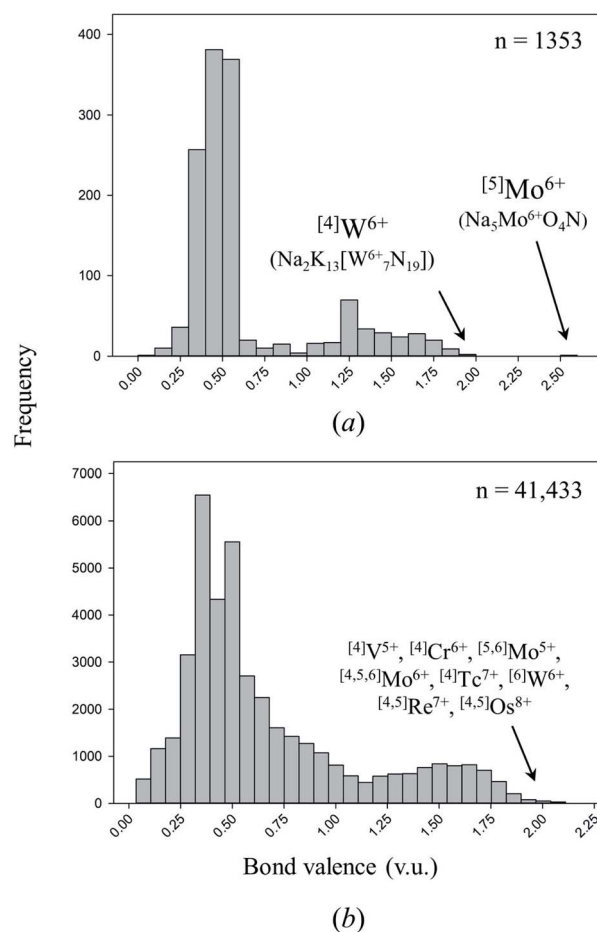 n = 1353
400
300
200
100
0
[4]W6+
(Na2K13[W6+7N19])
[5]Mo6+
(Na5Mo6+O4N)
0.00 0.25 0.50 0.75 1.00 1.25 1.50 1.75 2.00 2.25 2.50
(a)
Frequency
n = 41,433
7000
6000
5000
4000
3000
2000
1000
0
[4]V5+, [4]Cr6+, [5,6]Mo5+,
[4,5,6]Mo6+, [4]Tc7+, [6]W6+,
[4,5]Re7+, [4,5]Os8+
0.00 0.25 0.50 0.75 1.00 1.25 1.50 1.75 2.00 2.25
Bond valence (v.u.)
(b)